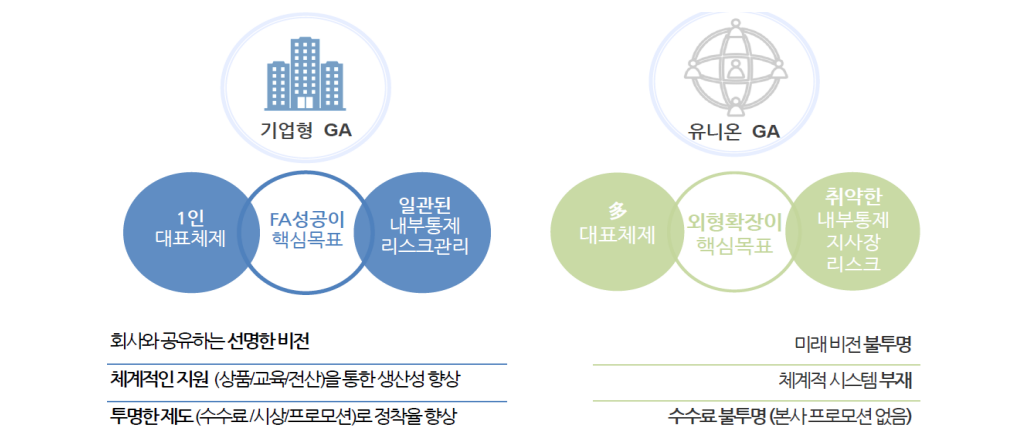 기업형 GA
1인
대표체제
FA성공이
핵심목표
일관된
내부통제
리스크관리
회사와 공유하는 선명한 비전
체계적인 지원 (상품/교육/전산)을 통한 생산성 향상
투명한 제도 (수수료 /시상/프로모션)로 정착율 향상
유니온 GA
多
대표체제
외형확장이
핵심목표
취약한
내부통제
지사장
리스크
미래 비전 불투명
체계적 시스템 부재
수수료 불투명 (본사 프로모션 없음)